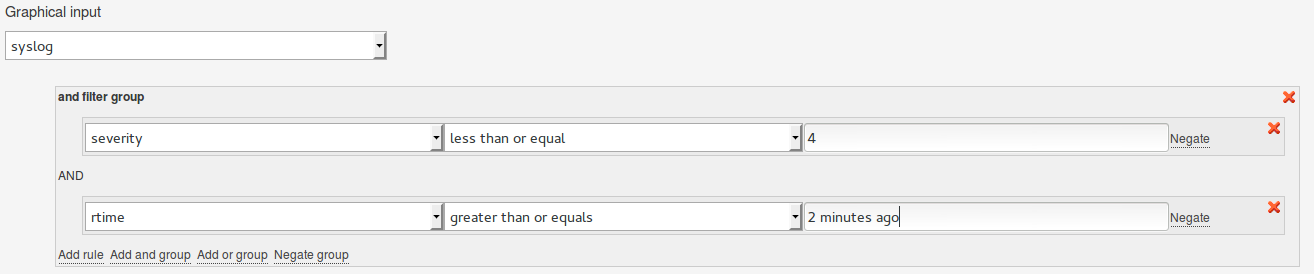 Graphical input
syslog
and filter group
severity less than or equal 4 Negate
AND
rtime greater than or equals 2 minutes ago Negate
Add rule Add and group Add or group Negate group